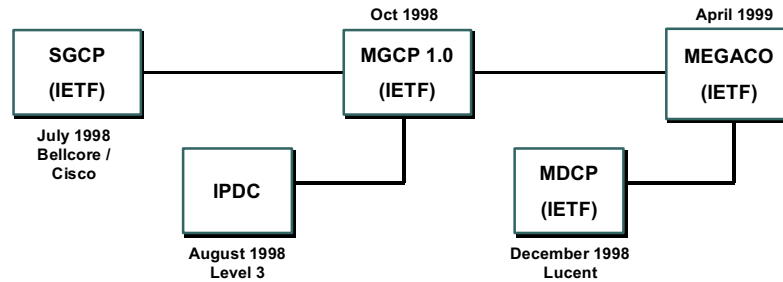 Oct 1998
April 1999
SGCP
(IETF)
MGCP 1.0
(IETF)
MEGACO
(IETF)
July 1998
Bellcore /
Cisco
IPDC
MDCP
(IETF)
August 1998
Level 3
December 1998
Lucent